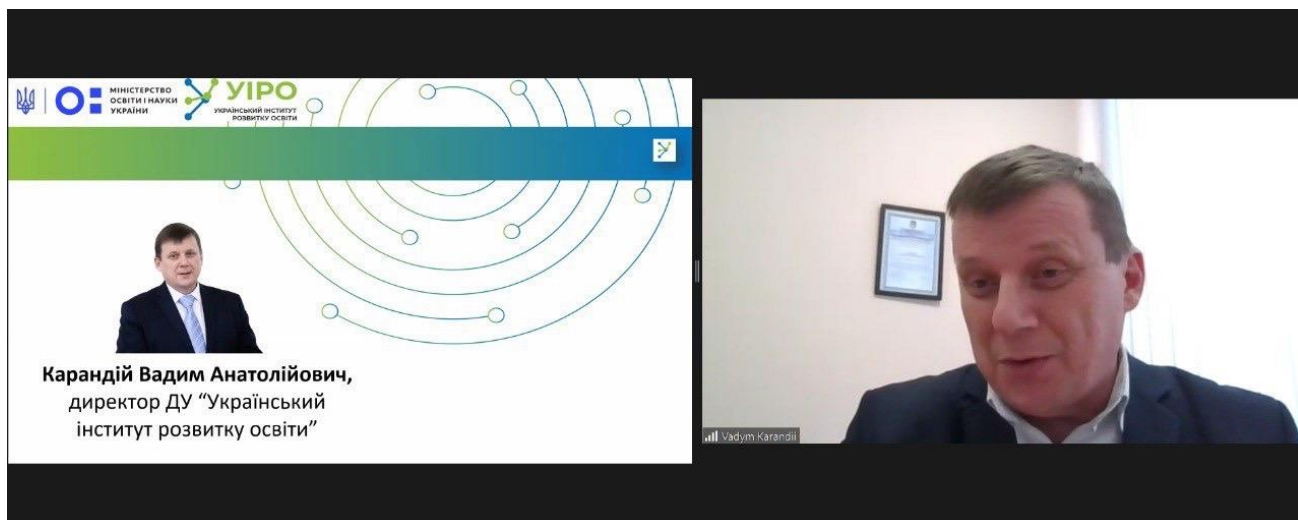 МІНІСТЕРСТВО
ОСВІТИ І НАУКИ
УКРАЇНИ
УІРО
УКРАЇНСЬКИЙ ІНСТИТУТ
РОЗВИТКУ ОСВІТИ
Карандій Вадим Анатолійович,
директор ДУ “Український
інститут розвитку освіти”
Vadym Karandii